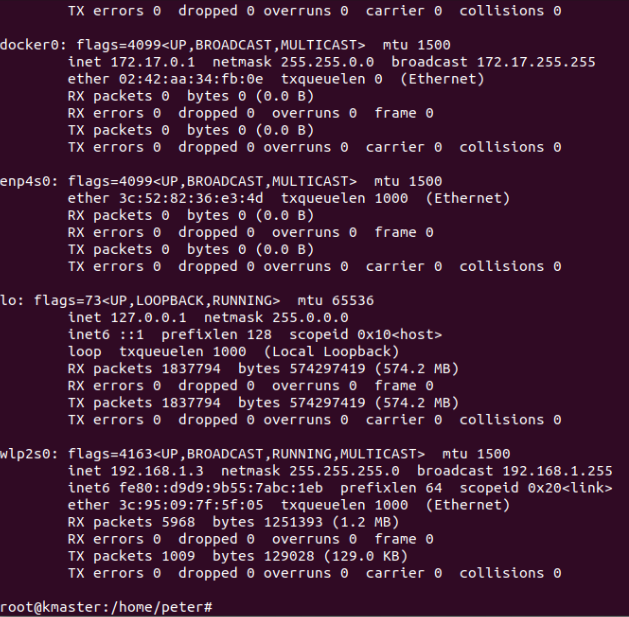 TX errors 0  dropped 0 overruns 0  carrier 0  collisions 0
docker0: flags=4099<UP,BROADCAST,MULTICAST>  mtu 1500
inet 172.17.0.1  netmask 255.255.0.0  broadcast 172.17.255.255
ether 02:42:aa:34:fb:0e  txqueuelen 0  (Ethernet)
RX packets 0  bytes 0 (0.0 B)
RX errors 0  dropped 0  overruns 0  frame 0
TX packets 0  bytes 0 (0.0 B)
TX errors 0  dropped 0 overruns 0  carrier 0  collisions 0
enp4s0: flags=4099<UP,BROADCAST,MULTICAST>  mtu 1500
ether 3c:52:82:36:e3:4d  txqueuelen 1000  (Ethernet)
RX packets 0  bytes 0 (0.0 B)
RX errors 0  dropped 0  overruns 0  frame 0
TX packets 0  bytes 0 (0.0 B)
TX errors 0  dropped 0 overruns 0  carrier 0  collisions 0
lo: flags=73<UP,LOOPBACK,RUNNING>  mtu 65536
inet 127.0.0.1  netmask 255.0.0.0
inet6 ::1  prefixlen 128  scopeid 0x10<host>
loop  txqueuelen 1000  (Local Loopback)
RX packets 1837794  bytes 574297419 (574.2 MB)
RX errors 0  dropped 0  overruns 0  frame 0
TX packets 1837794  bytes 574297419 (574.2 MB)
TX errors 0  dropped 0 overruns 0  carrier 0  collisions 0
wlp2s0: flags=4163<UP,BROADCAST,RUNNING,MULTICAST>  mtu 1500
inet 192.168.1.3  netmask 255.255.255.0  broadcast 192.168.1.255
inet6 fe80::d9d9:9b55:7abc:1eb  prefixlen 64  scopeid 0x20<link>
ether 3c:95:09:7f:5f:05  txqueuelen 1000  (Ethernet)
RX packets 5968  bytes 1251393 (1.2 MB)
RX errors 0  dropped 0  overruns 0  frame 0
TX packets 1009  bytes 129028 (129.0 KB)
TX errors 0  dropped 0 overruns 0  carrier 0  collisions 0
root@kmaster:/home/peter#